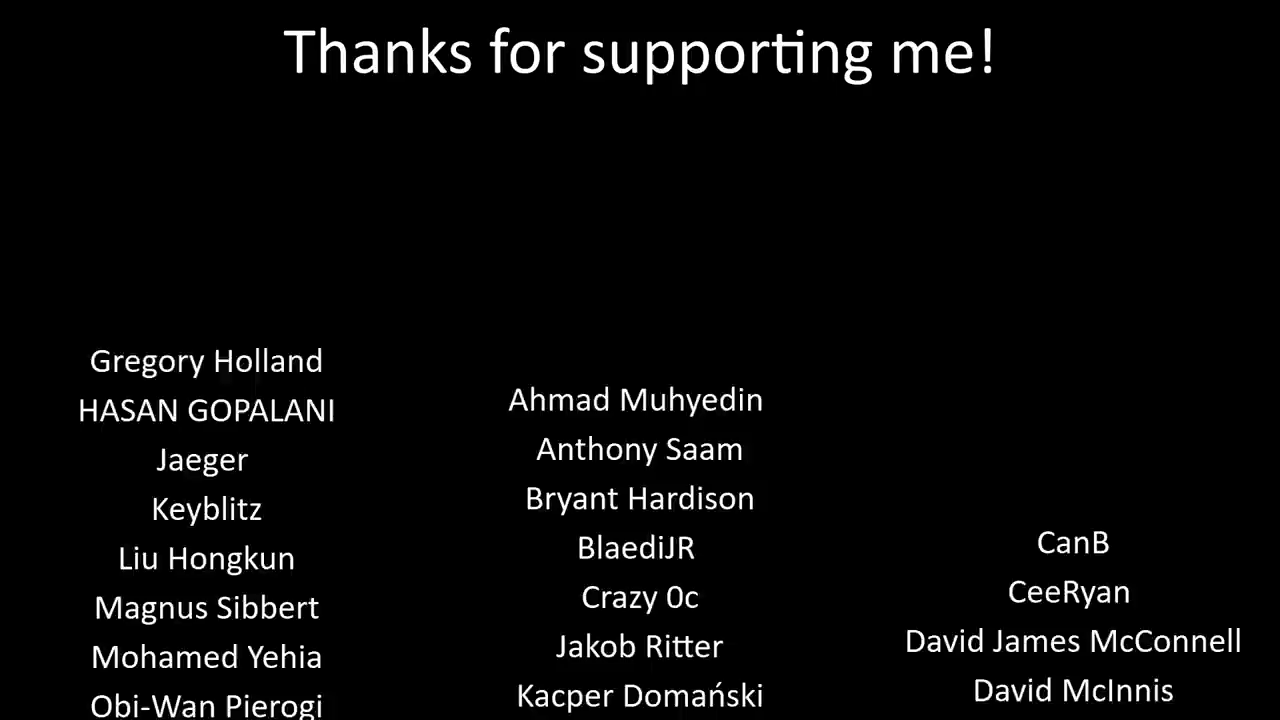 Thanks for supporting me!
Gregory Holland
HASAN GOPALANI
Jaeger
Keyblitz
Liu Hongkun
Magnus Sibbert
Mohamed Yehia
Obi-Wan Pierogi
Ahmad Muhyedin
Anthony Saam
Bryant Hardison
BlaediJR
Crazy 0c
Jakob Ritter
Kacper Domański
CanB
CeeRyan
David James McConnell
David McInnis